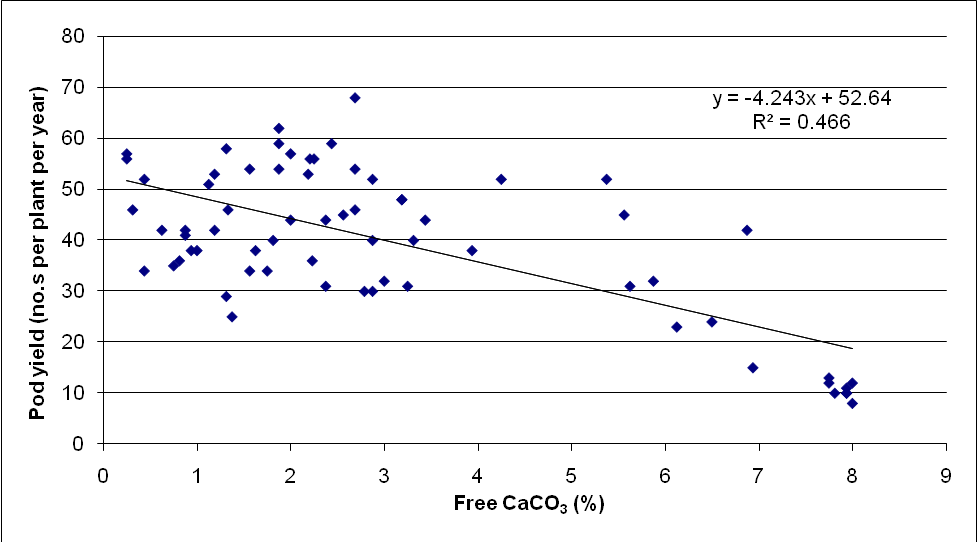 80
70
60
50
40
30
20
10
0
Pod yield (no.s per plant per year)
y = -4.243x + 52.64
R² = 0.466
0 1 2 3 4 5 6 7 8 9
Free CaCO₃ (%)